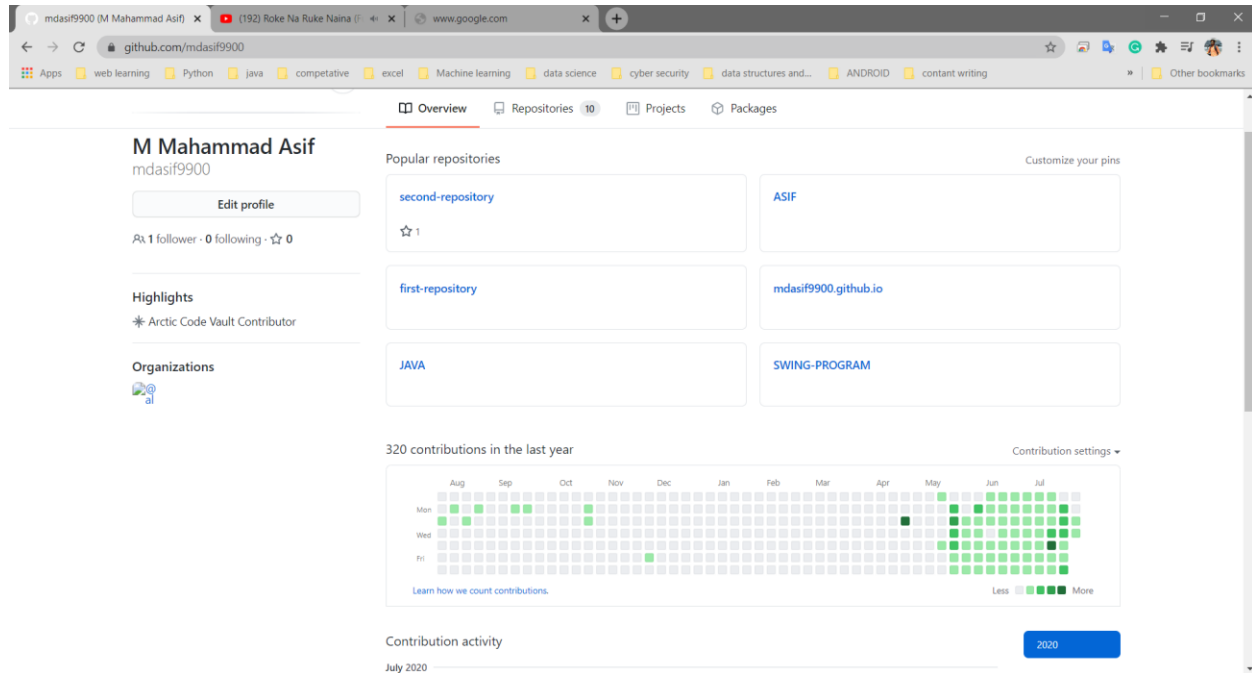 mdasif9900 (M Mahammad Asif)
(192) Roke Na Ruke Naina (F
www.google.com
github.com/mdasif9900
Apps web learning Python java competative excel Machine learning data science cyber security data structures and... ANDROID contant writing » Other bookmarks
Overview Repositories 10 Projects Packages
M Mahammad Asif
mdasif9900
Edit profile
1 follower · 0 following · 0
Highlights
Arctic Code Vault Contributor
Organizations
@
al
Popular repositories Customize your pins
second-repository
1
ASIF
first-repository
mdasif9900.github.io
JAVA
SWING-PROGRAM
320 contributions in the last year Contribution settings
Aug Sep Oct Nov Dec Jan Feb Mar Apr May Jun Jul
Mon
Wed
Fri
Learn how we count contributions. Less More
Contribution activity 2020
July 2020